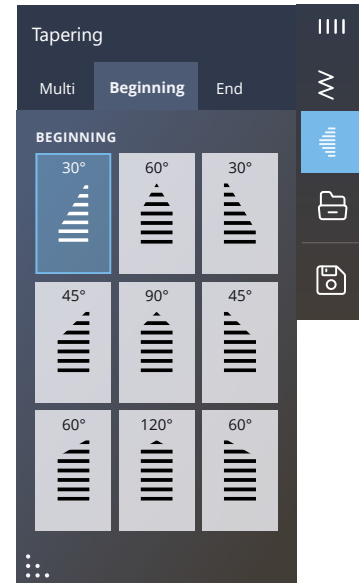 Tapering
Multi Beginning End
BEGINNING
30° 60° 30°
45° 90° 45°
60° 120° 60°